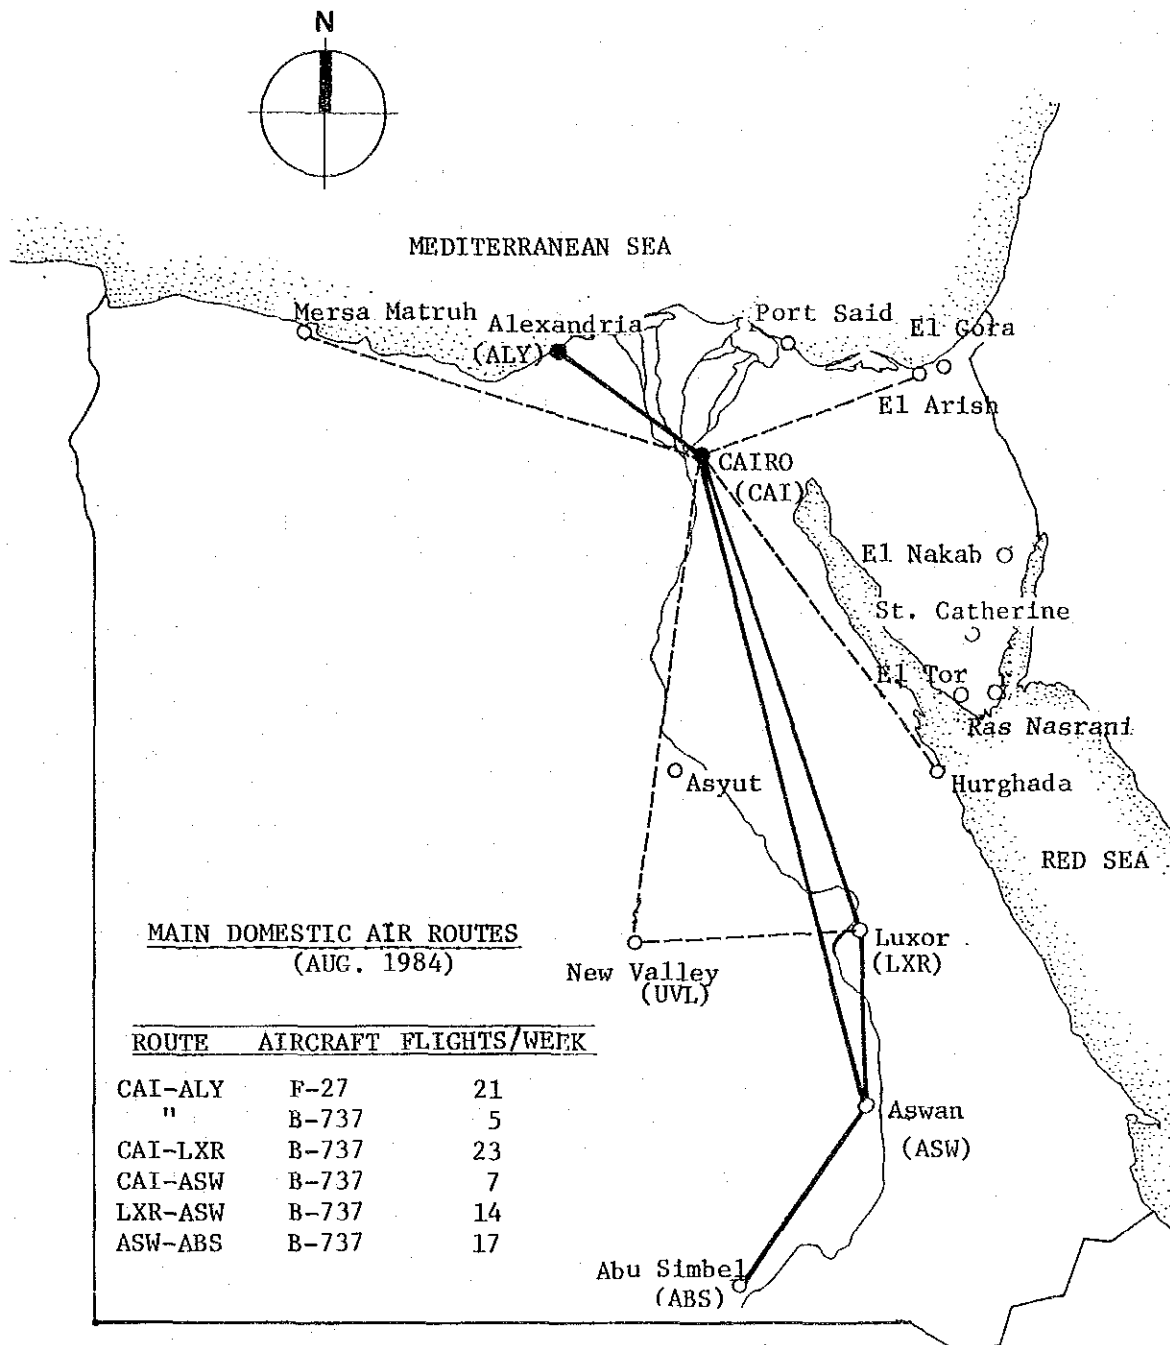 N
MEDITERRANEAN SEA
Mersa Matruh
Alexandria
(ALY)
Port Said
El Gora
El Arish
CAIRO
(CAI)
El Nakab
St. Catherine
El Tor
Ras Nasrani
Asyut
Hurghada
RED SEA
MAIN DOMESTIC AIR ROUTES
(AUG. 1984)
New Valley
(UVL)
Luxor
(LXR)
ROUTE AIRCRAFT FLIGHTS/WEEK
CAI-ALY F-27 21
" B-737 5
CAI-LXR B-737 23
CAI-ASW B-737 7
LXR-ASW B-737 14
ASW-ABS B-737 17
Aswan
(ASW)
Abu Simbel
(ABS)